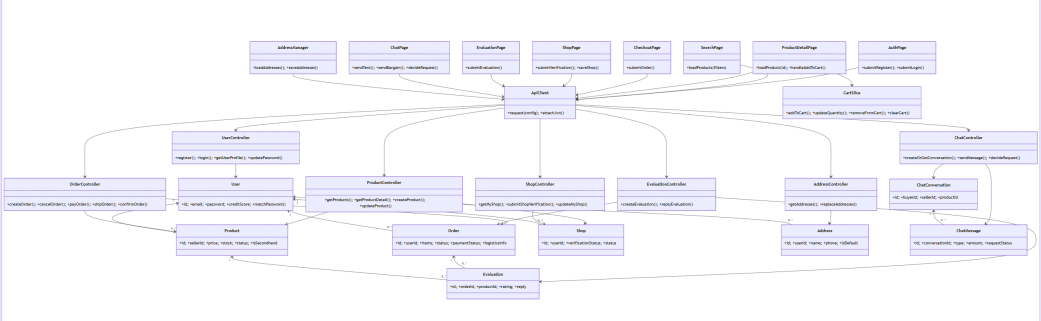 AddressManager
+loadAddresses(); +saveAddresses()
ChatPage
+sendText(); +sendBargain(); +decideRequest()
EvaluationPage
+submitEvaluation()
ShopPage
+submitVerification(); +saveShop()
CheckoutPage
+submitOrder()
SearchPage
+loadProducts(filters)
ProductDetailPage
+loadProduct(id); +handleAddToCart()
AuthPage
+submitRegister(); +submitLogin()
ApiClient
+request(config); +attachJwt()
CartSlice
+addToCart(); +updateQuantity(); +removeFromCart(); +clearCart()
UserController
+register(); +login(); +getUserProfile(); +updatePassword()
ChatController
+createOrGetConversation(); +sendMessage(); +decideRequest()
OrderController
+createOrder(); +cancelOrder(); +payOrder(); +shipOrder(); +confirmOrder()
User
+id; +email; +password; +creditScore; +matchPassword()
ProductController
+getProducts(); +getProductDetail(); +createProduct();
+updateProduct()
ShopController
+getMyShop(); +submitShopVerification(); +updateMyShop()
EvaluationController
+createEvaluation(); +replyEvaluation()
AddressController
+getAddresses(); +replaceAddresses()
ChatConversation
+id; +buyerId; +sellerId; +productId
Product
+id; +sellerId; +price; +stock; +status; +isSecondhand
Order
+id; +userId; +items; +status; +paymentStatus; +logisticsInfo
Shop
+id; +userId; +verificationStatus; +status
Address
+id; +userId; +name; +phone; +isDefault
ChatMessage
+id; +conversationId; +type; +amount; +requestStatus
Evaluation
+id; +orderId; +productId; +rating; +reply